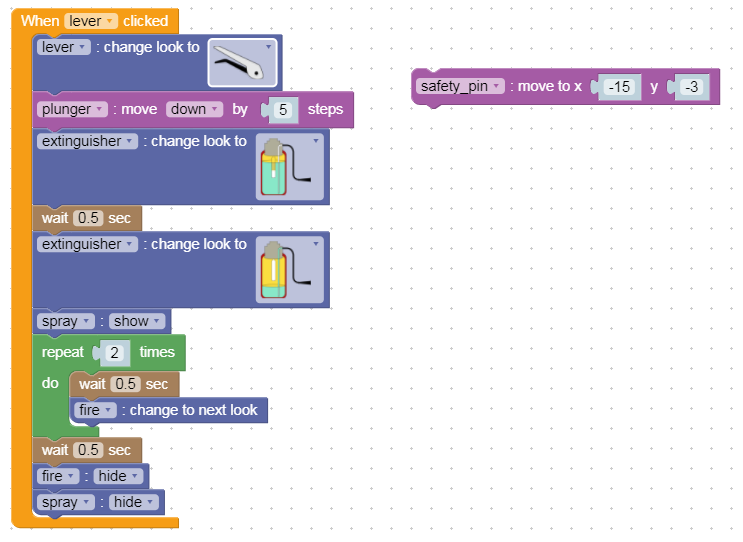 When lever clicked
lever : change look to
plunger : move down by 5 steps
extinguisher : change look to
wait 0.5 sec
extinguisher : change look to
spray : show
repeat 2 times
do wait 0.5 sec
fire : change to next look
wait 0.5 sec
fire : hide
spray : hide
safety_pin : move to x -15 y -3